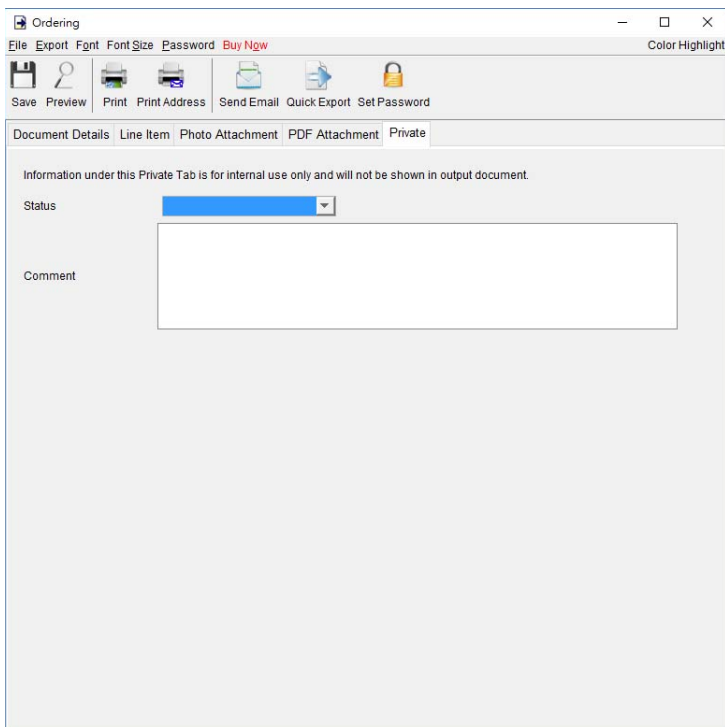 Ordering
File Export Font Font Size Password Buy Now Color Highlight
Save Preview Print Print Address Send Email Quick Export Set Password
Document Details Line Item Photo Attachment PDF Attachment Private
Information under this Private Tab is for internal use only and will not be shown in output document.
Status
Comment